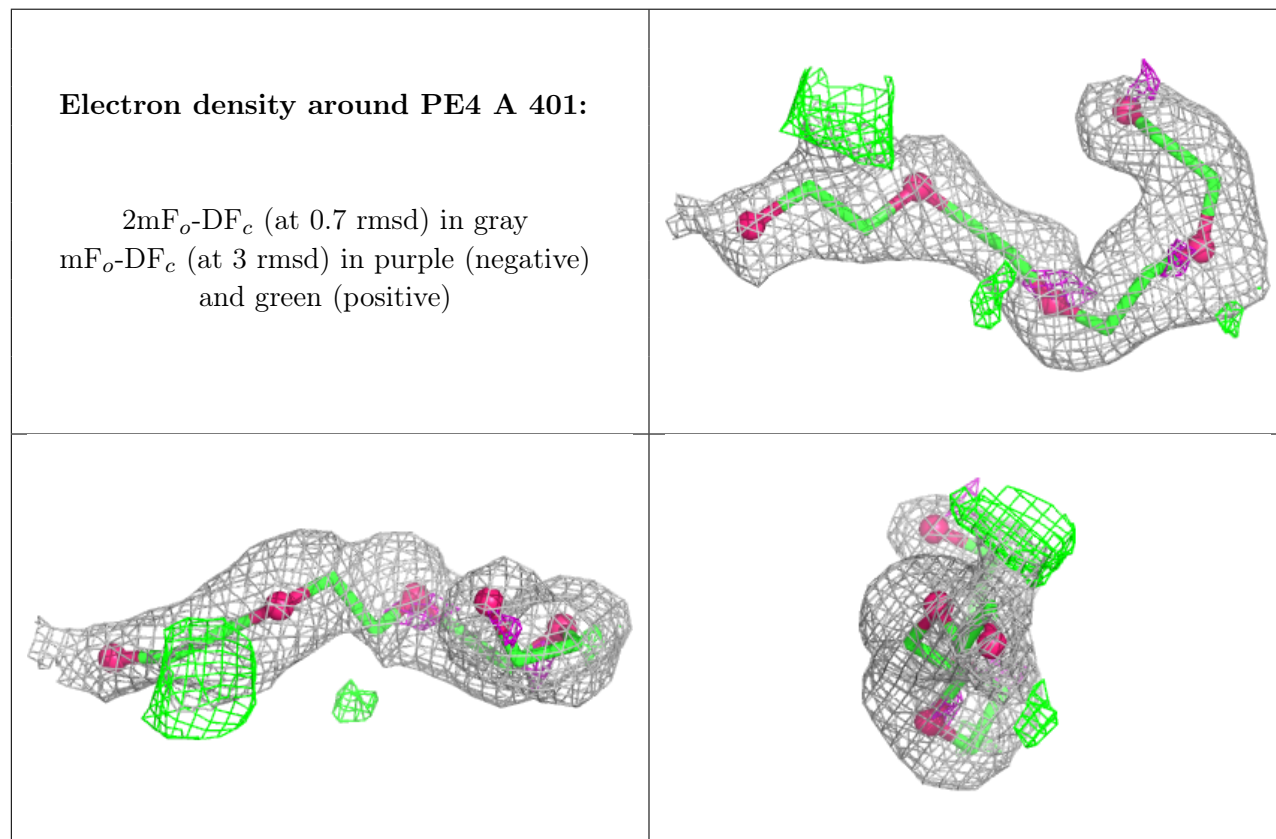 Electron density around PE4 A 401:
2mFo-DFc (at 0.7 rmsd) in gray
mFo-DFc (at 3 rmsd) in purple (negative)
and green (positive)